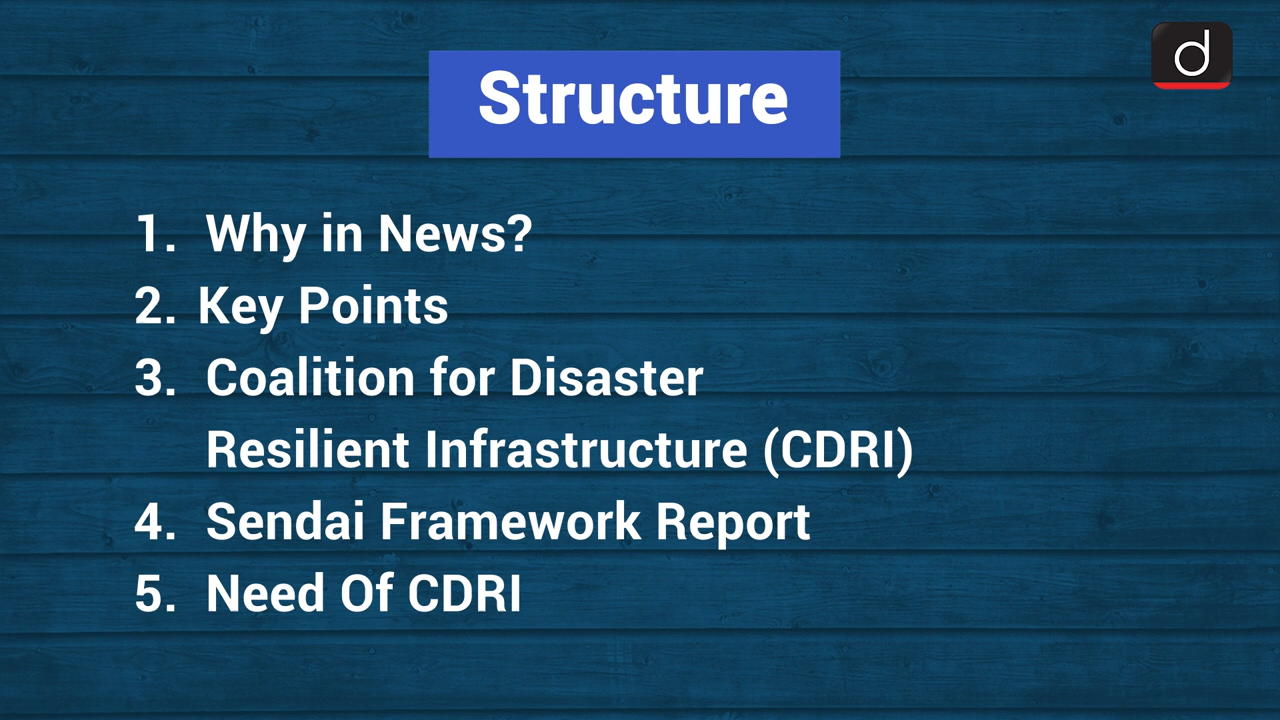 Structure
d
1. Why in News?
2. Key Points
3. Coalition for Disaster
Resilient Infrastructure (CDRI)
4. Sendai Framework Report
5. Need Of CDRI